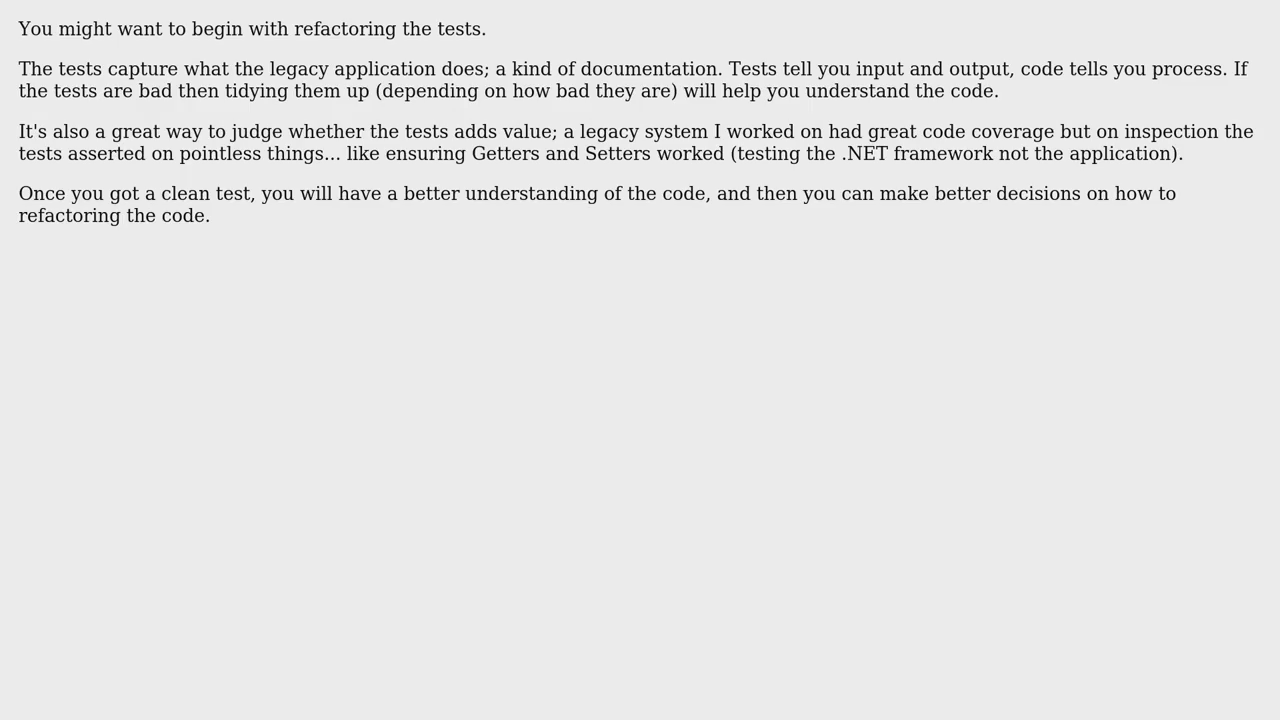 You might want to begin with refactoring the tests.
The tests capture what the legacy application does; a kind of documentation. Tests tell you input and output, code tells you process. If
the tests are bad then tidying them up (depending on how bad they are) will help you understand the code.
It's also a great way to judge whether the tests adds value; a legacy system I worked on had great code coverage but on inspection the
tests asserted on pointless things... like ensuring Getters and Setters worked (testing the .NET framework not the application).
Once you got a clean test, you will have a better understanding of the code, and then you can make better decisions on how to
refactoring the code.